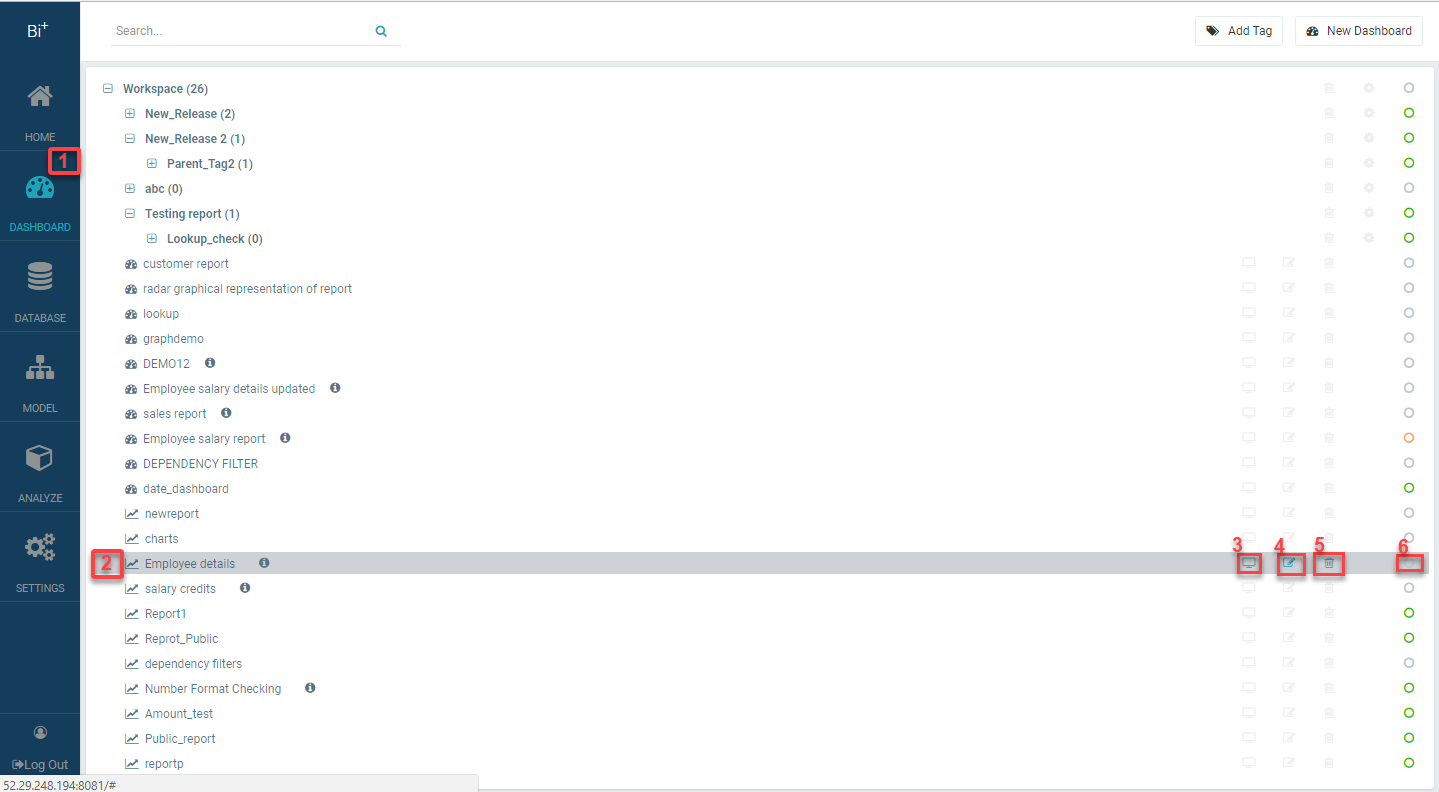 Bi+
Search...
Add Tag
New Dashboard
HOME
1
DASHBOARD
DATABASE
MODEL
ANALYZE
SETTINGS
Log Out
Workspace (26)
New_Release (2)
New_Release 2 (1)
Parent_Tag2 (1)
abc (0)
Testing report (1)
Lookup_check (0)
customer report
radar graphical representation of report
lookup
graphdemo
DEMO12
Employee salary details updated
sales report
Employee salary report
DEPENDENCY FILTER
date_dashboard
newreport
charts
2 Employee details 3 4 5 6
salary credits
Report1
Reprot_Public
dependency filters
Number Format Checking
Amount_test
Public_report
reportp
52.29.248.194:8081/#